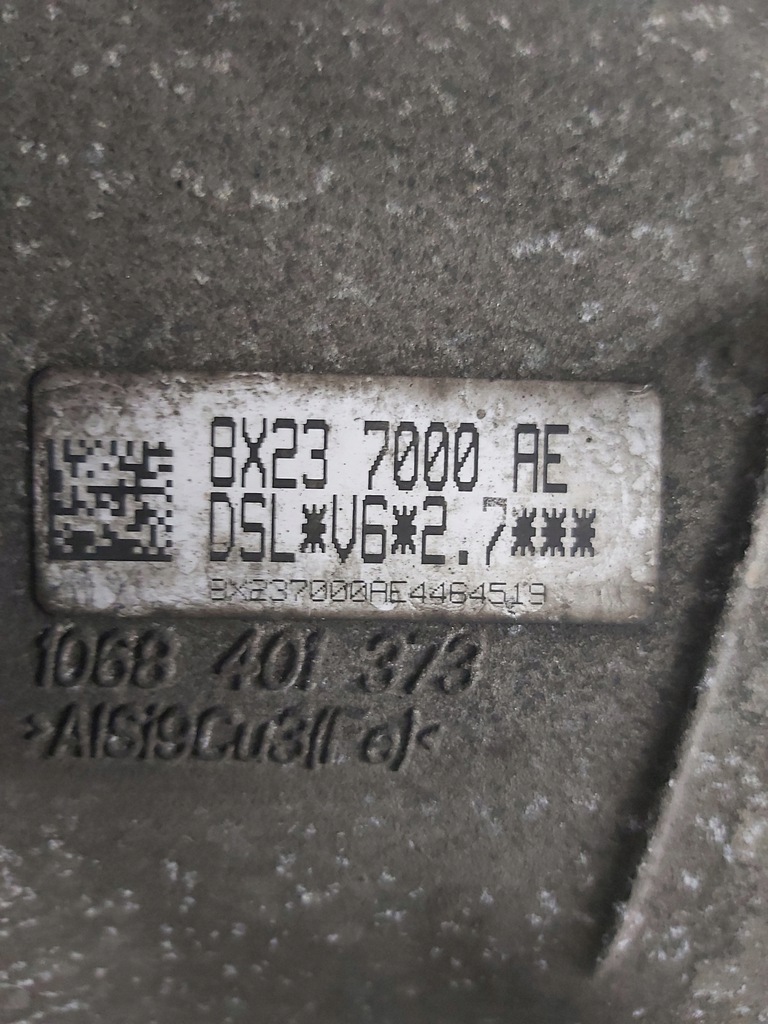 8X23 7000 AE
DSL*V6*2.7***
8X237000AE4464519
1068 401 373
>AlSi9Cu3(Fe)<